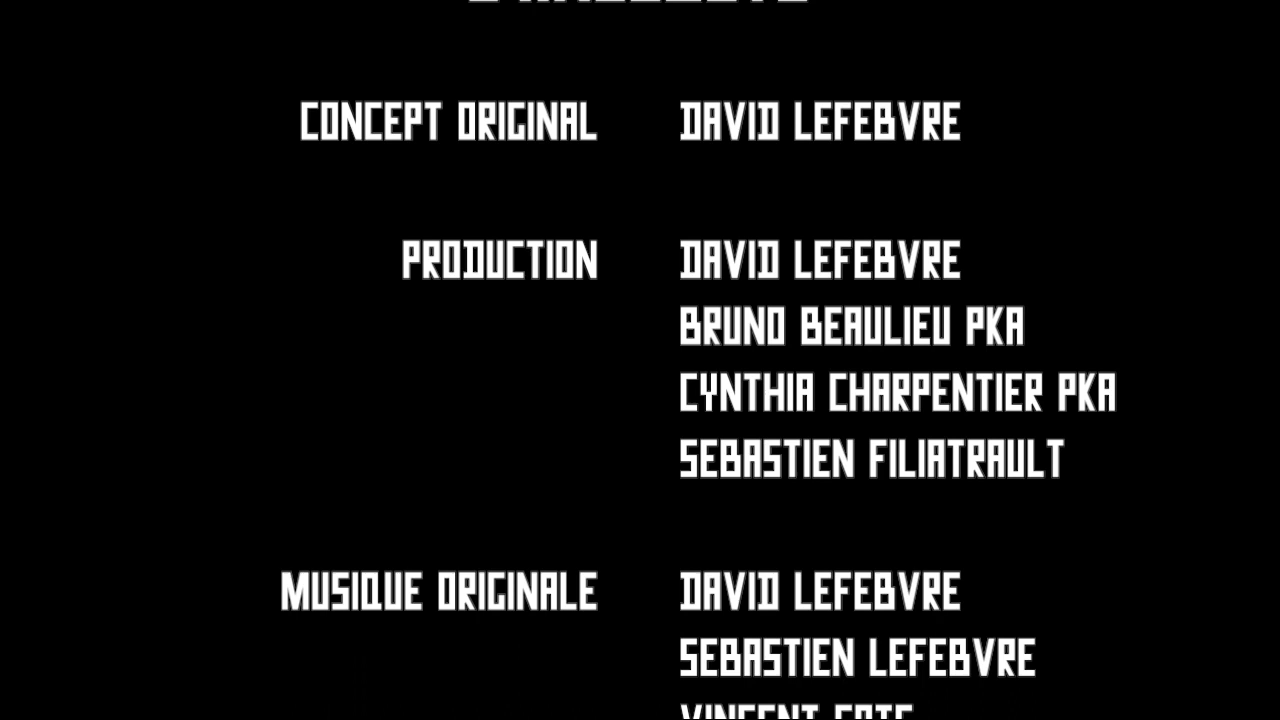 CONCEPT ORIGINAL DAVID LEFEBVRE
PRODUCTION DAVID LEFEBVRE
BRUNO BEAULIEU PKA
CYNTHIA CHARPENTIER PKA
SEBASTIEN FILIATRAULT
MUSIQUE ORIGINALE DAVID LEFEBVRE
SEBASTIEN LEFEBVRE
VINCENT